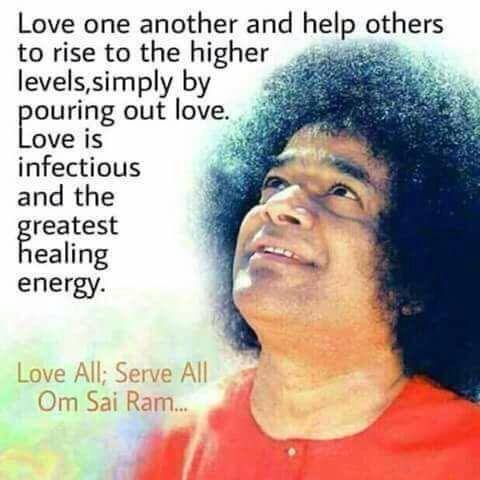 Love one another and help others
to rise to the higher
levels,simply by
pouring out love.
Love is
infectious
and the
greatest
healing
energy.
Love All; Serve All
Om Sai Ram...